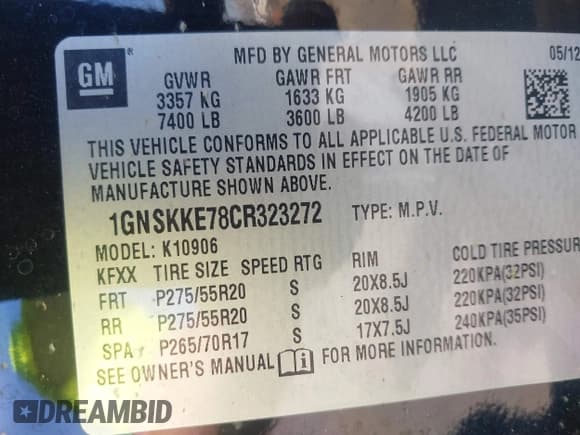 GM
MFD BY GENERAL MOTORS LLC 05/12
GVWR GAWR FRT GAWR RR
3357 KG 1633 KG 1905 KG
7400 LB 3600 LB 4200 LB
THIS VEHICLE CONFORMS TO ALL APPLICABLE U.S. FEDERAL MOTOR
VEHICLE SAFETY STANDARDS IN EFFECT ON THE DATE OF
MANUFACTURE SHOWN ABOVE.
1GNSKKE78CR323272 TYPE: M.P.V.
MODEL: K10906
KFXX TIRE SIZE SPEED RTG RIM COLD TIRE PRESSUR
FRT P275/55R20 S 20X8.5J 220KPA(32PSI)
RR P275/55R20 S 20X8.5J 220KPA(32PSI)
SPA P265/70R17 S 17X7.5J 240KPA(35PSI)
SEE OWNER'S MANUAL FOR MORE INFORMATION.
DREAMBID